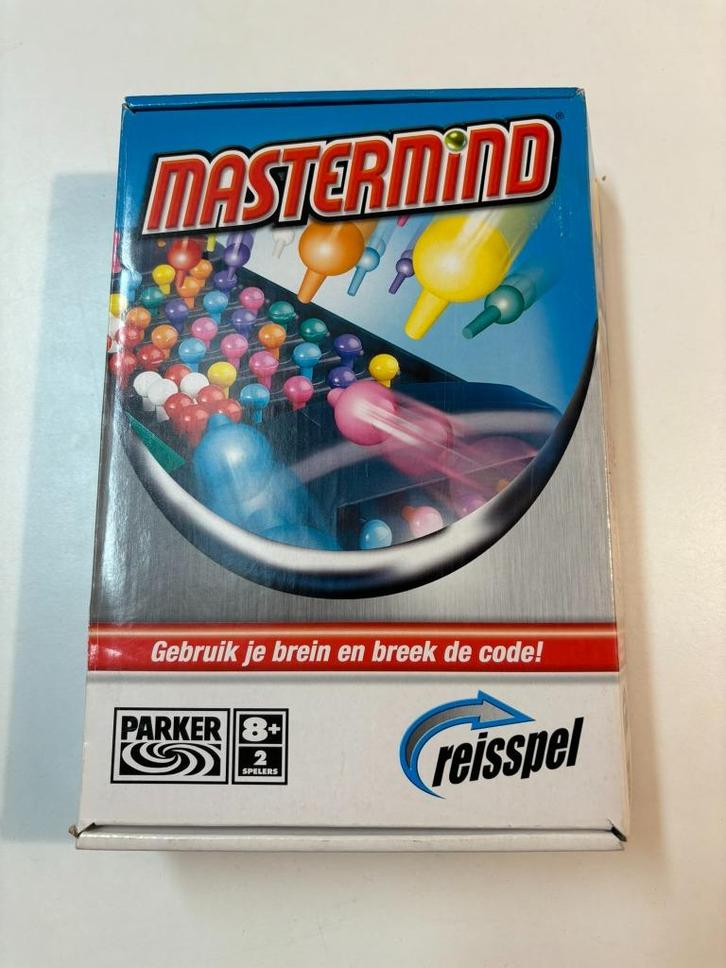 MASTERMIND®
Gebruik je brein en breek de code!
PARKER
8+
2
SPELERS
reisspel